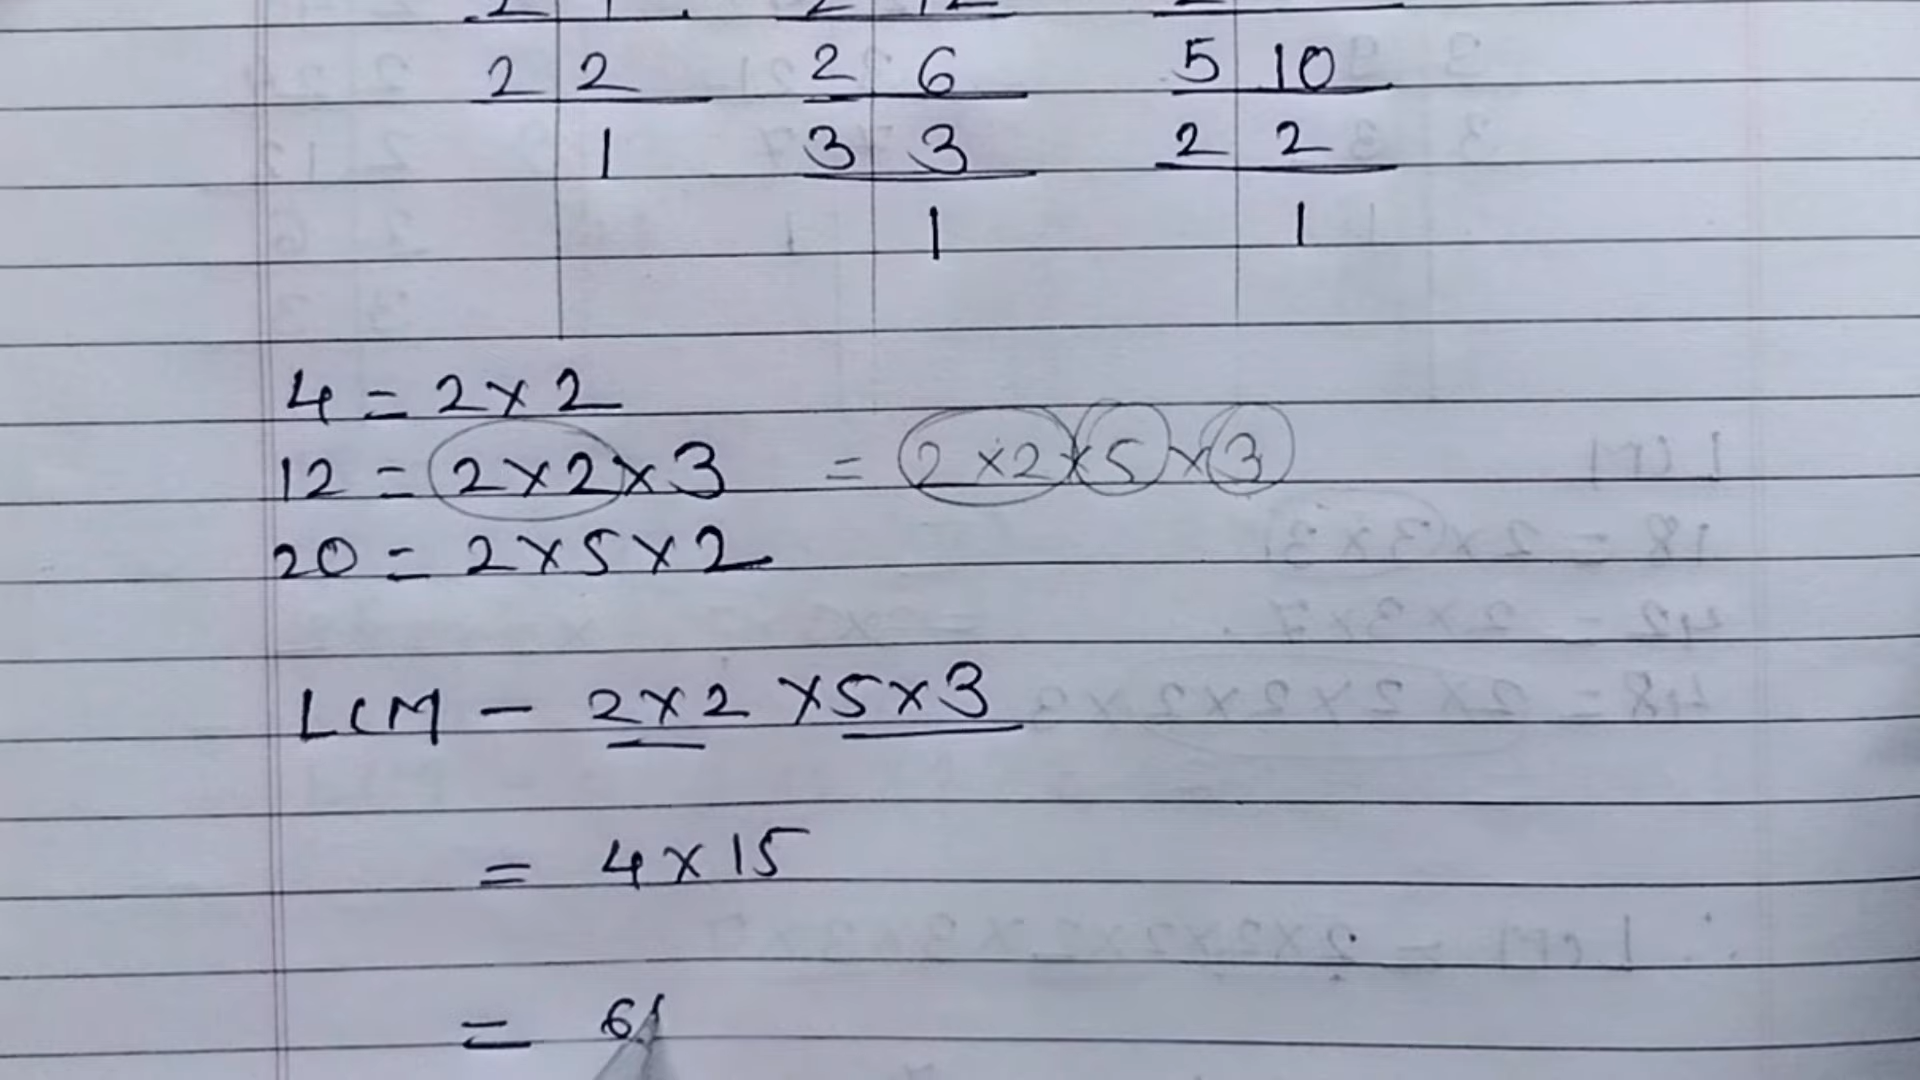 2 2 2 6 5 10
1 3 3 2 2
1 1
4 = 2 × 2
12 = 2 × 2 × 3 = 2 × 2 × 5 × 3
20 = 2 × 5 × 2
LCM - 2 × 2 × 5 × 3
= 4 × 15
= 6